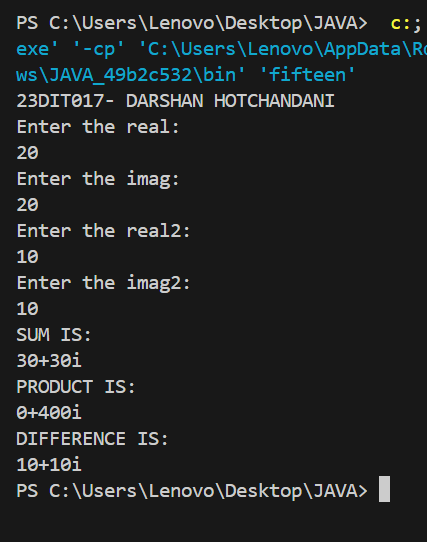 PS C:\Users\Lenovo\Desktop\JAVA>  c:;
exe' '-cp' 'C:\Users\Lenovo\AppData\Ro
ws\JAVA_49b2c532\bin' 'fifteen'
23DIT017- DARSHAN HOTCHANDANI
Enter the real:
20
Enter the imag:
20
Enter the real2:
10
Enter the imag2:
10
SUM IS:
30+30i
PRODUCT IS:
0+400i
DIFFERENCE IS:
10+10i
PS C:\Users\Lenovo\Desktop\JAVA>